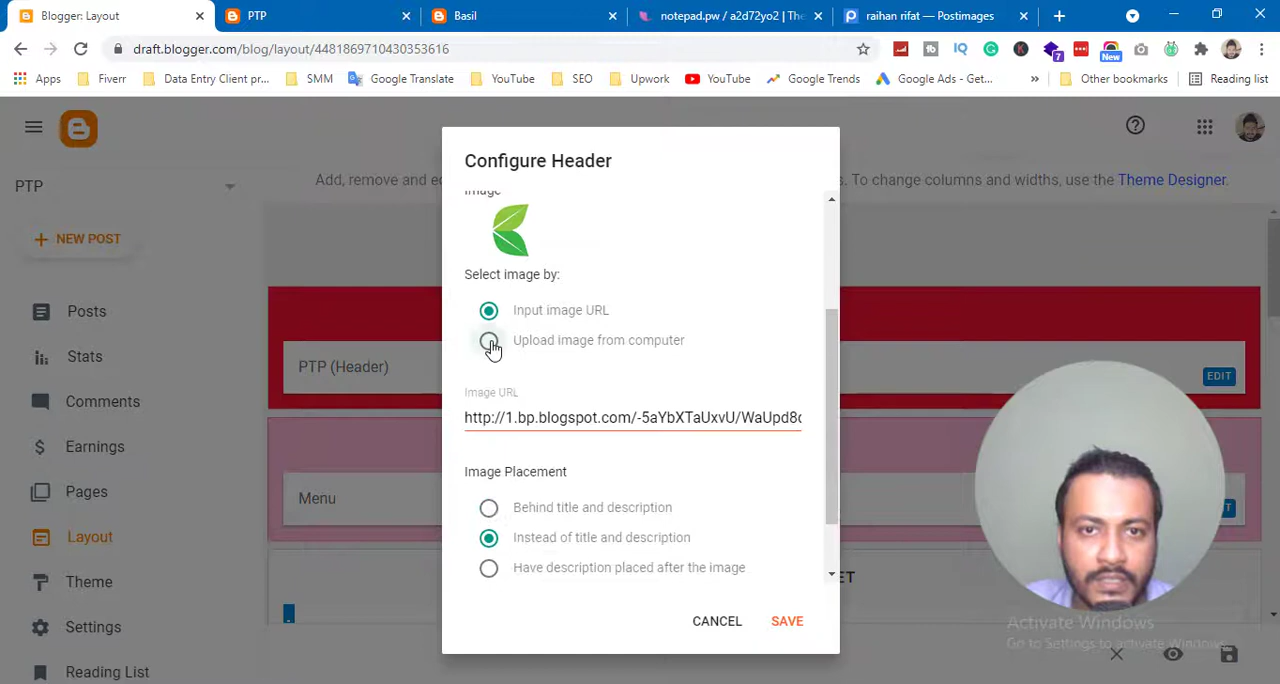 Blogger: Layout
PTP
Basil
notepad.pw / a2d72yo2 | The
raihan rifat — Postimages
draft.blogger.com/blog/layout/4481869710430353616
7
New
Apps
Fiverr
Data Entry Client pr...
SMM
Google Translate
YouTube
SEO
Upwork
YouTube
Google Trends
Google Ads - Get...
»
Other bookmarks
Reading list
PTP
Add, remove and e
s. To change columns and widths, use the Theme Designer.
NEW POST
Posts
Stats
Comments
Earnings
Pages
Layout
Theme
Settings
Reading List
PTP (Header)
EDIT
Menu
Configure Header
Image
Select image by:
Input image URL
Upload image from computer
Image URL
http://1.bp.blogspot.com/-5aYbXTaUxvU/WaUpd8c
Image Placement
Behind title and description
Instead of title and description
Have description placed after the image
CANCEL
SAVE
Activate Windows
Go to Settings to activate Windows.